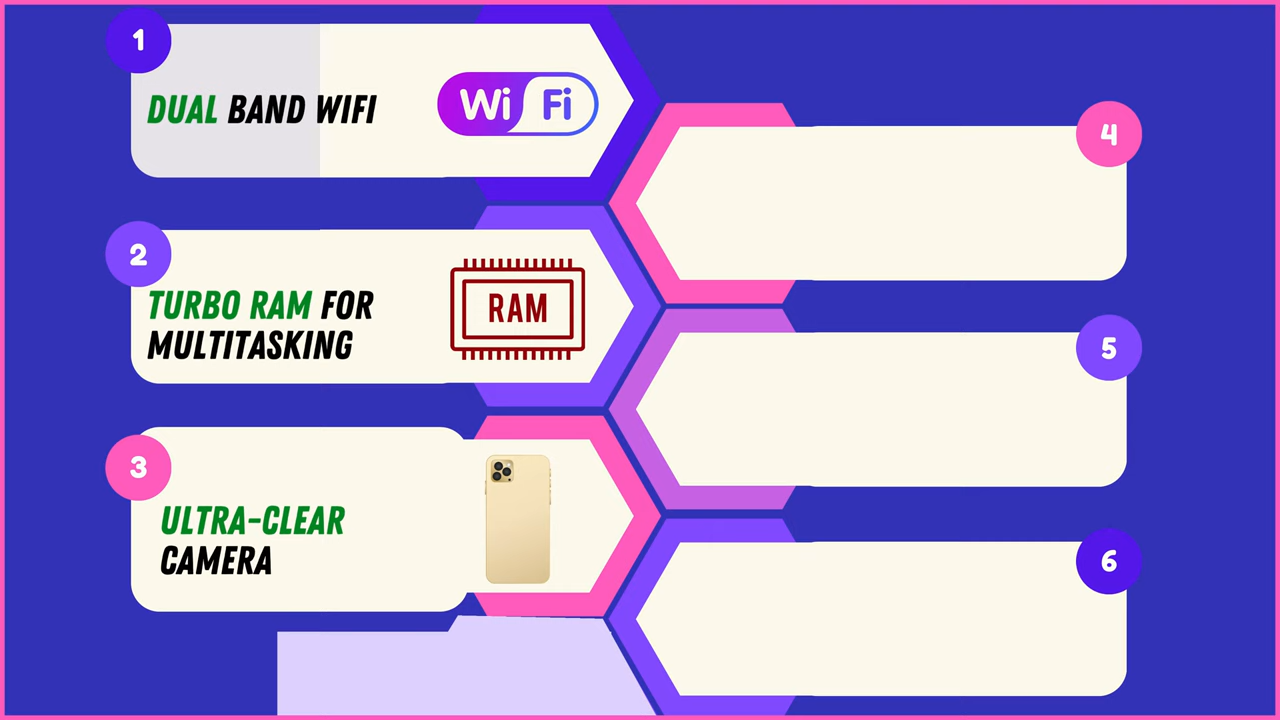 1
DUAL BAND WIFI
Wi Fi
2
TURBO RAM FOR
MULTITASKING
RAM
3
ULTRA-CLEAR
CAMERA
4
5
6